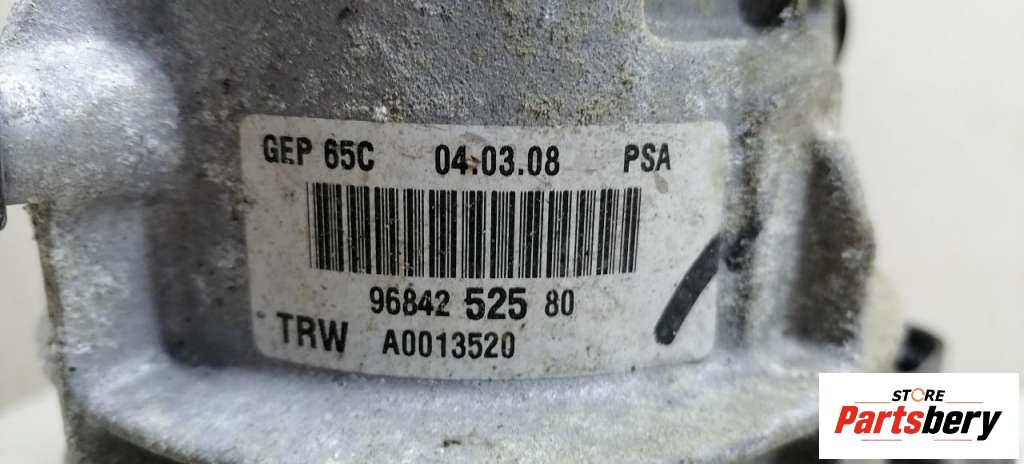 GEP 65C 04.03.08 PSA
96842 525 80
TRW A0013520
STORE
Partsbery